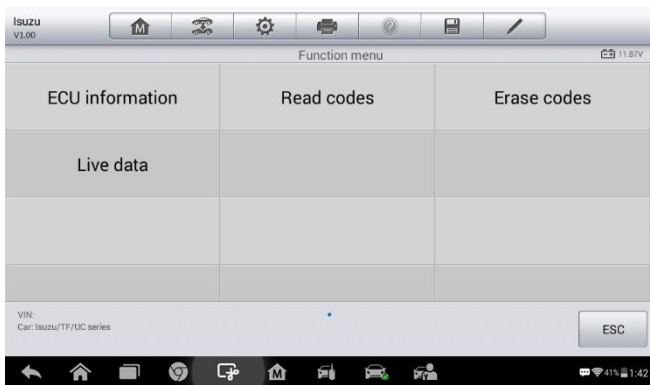 Isuzu
V1.00
M
Function menu
11.87V
ECU information Read codes Erase codes
Live data
VIN:
Car: Isuzu/TF/UC series
ESC
M
41% 1:42